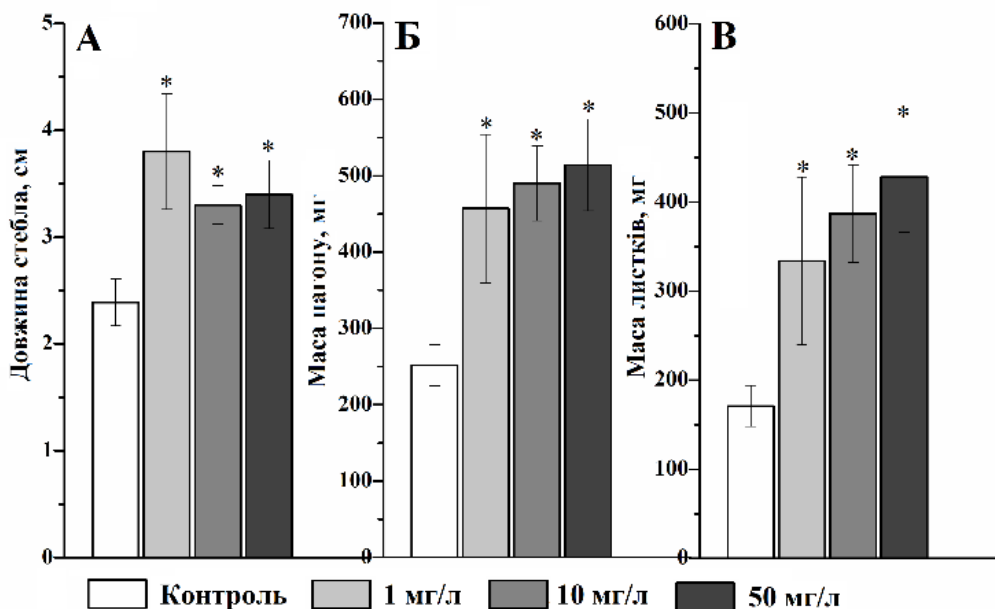 А
Довжина стебла, см
5
4
3
2
1
0
* * *
Б
Маса пагону, мг
700
600
500
400
300
200
100
0
* * *
В
Маса листків, мг
600
500
400
300
200
100
0
* * *
Контроль 1 мг/л 10 мг/л 50 мг/л